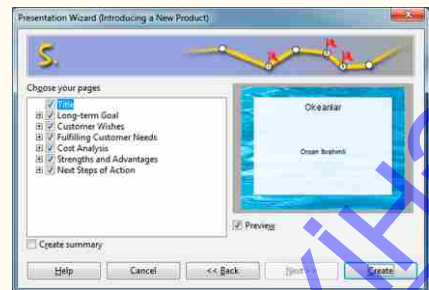 Presentation Wizard (Introducing a New Product)
5.
Choose your pages
Title
Long-term Goal
Customer Wishes
Fulfilling Customer Needs
Cost Analysis
Strengths and Advantages
Next Steps of Action
Okeanlar
Orxan İbrahimli
Preview
Create summary
Help
Cancel
<< Back
Next >>
Create